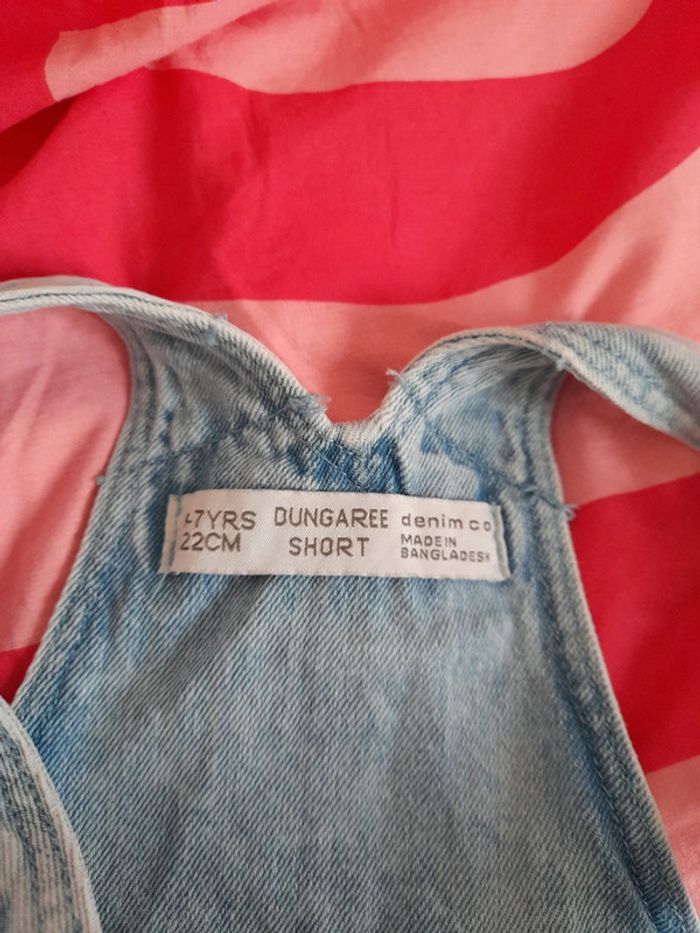 -7YRS DUNGAREE denim co
22CM SHORT MADE IN
BANGLADESH